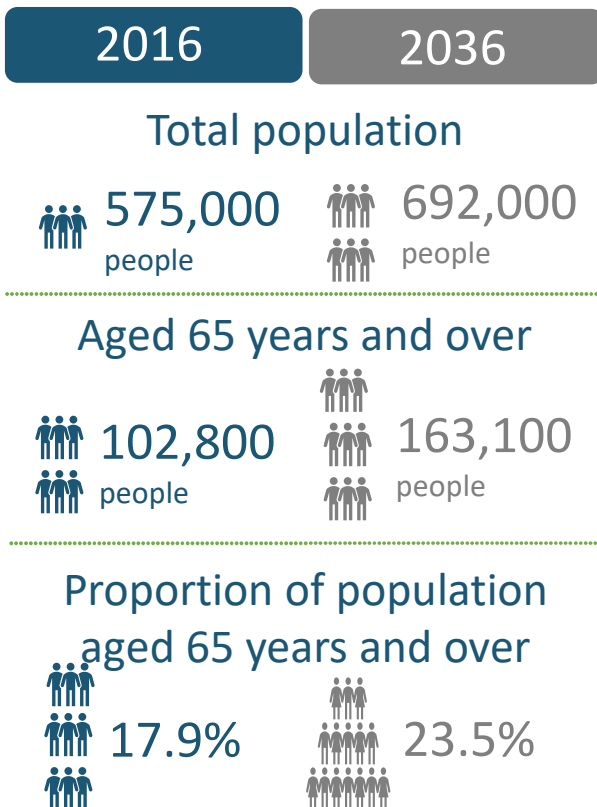 2016
2036
Total population
575,000
people
692,000
people
Aged 65 years and over
102,800
people
163,100
people
Proportion of population
aged 65 years and over
17.9%
23.5%